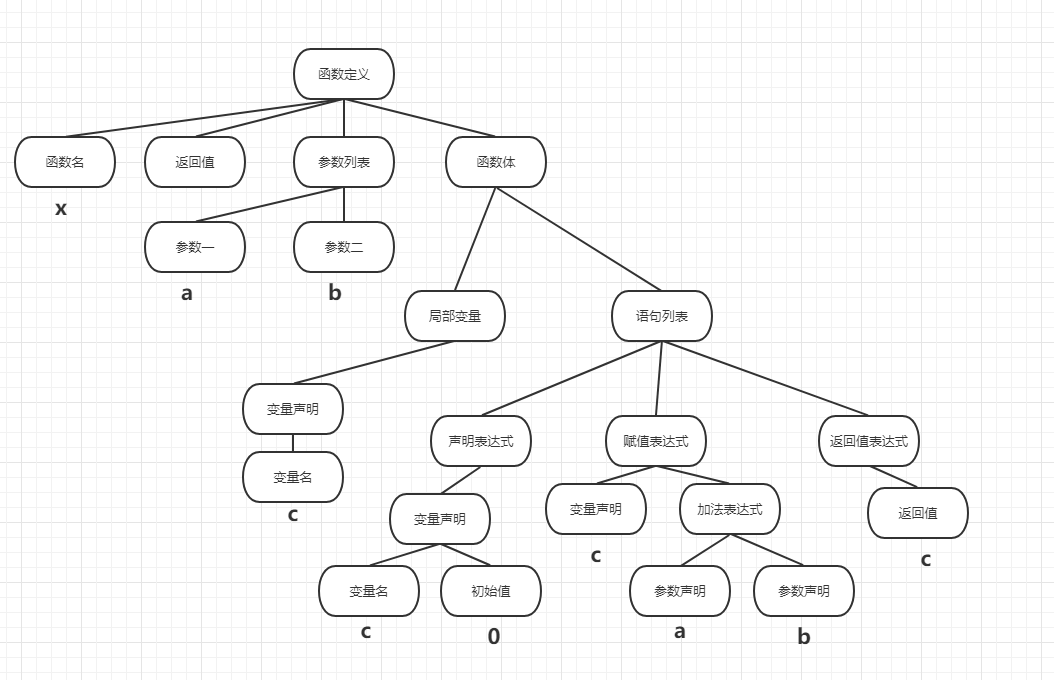 函数定义
函数名
返回值
参数列表
函数体
x
参数一
参数二
a
b
局部变量
语句列表
变量声明
声明表达式
赋值表达式
返回值表达式
变量名
c
变量声明
变量声明
加法表达式
返回值
c
c
变量名
初始值
参数声明
参数声明
c
0
a
b